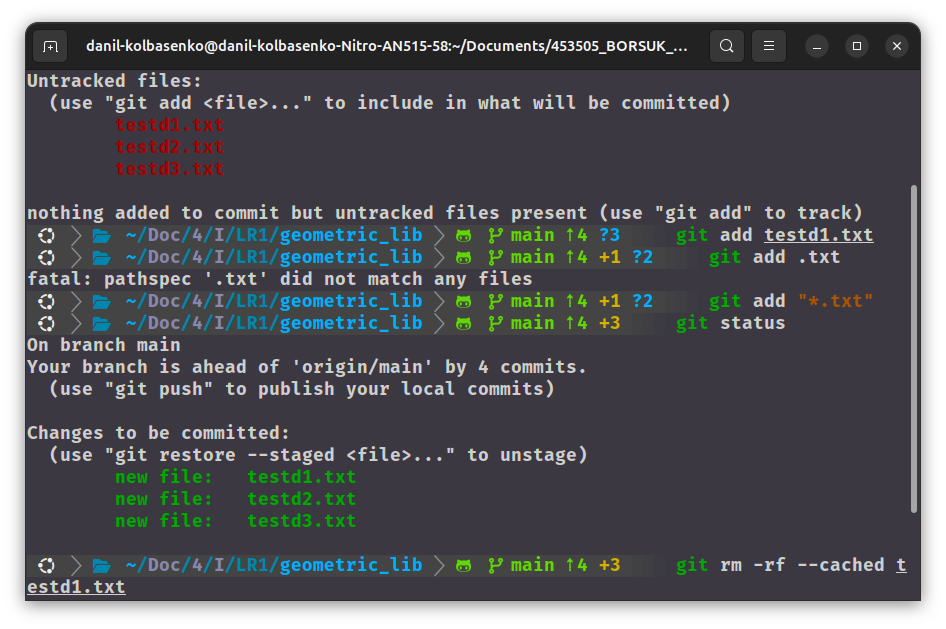 danil-kolbasenko@danil-kolbasenko-Nitro-AN515-58:~/Documents/453505_BORSUK_...
Untracked files:
  (use "git add <file>..." to include in what will be committed)
        testd1.txt
        testd2.txt
        testd3.txt
nothing added to commit but untracked files present (use "git add" to track)
~/Doc/4/I/LR1/geometric_lib main ↑4 ?3 git add testd1.txt
~/Doc/4/I/LR1/geometric_lib main ↑4 +1 ?2 git add .txt
fatal: pathspec '.txt' did not match any files
~/Doc/4/I/LR1/geometric_lib main ↑4 +1 ?2 git add "*.txt"
~/Doc/4/I/LR1/geometric_lib main ↑4 +3 git status
On branch main
Your branch is ahead of 'origin/main' by 4 commits.
  (use "git push" to publish your local commits)
Changes to be committed:
  (use "git restore --staged <file>..." to unstage)
        new file:   testd1.txt
        new file:   testd2.txt
        new file:   testd3.txt
~/Doc/4/I/LR1/geometric_lib main ↑4 +3 git rm -rf --cached t
estd1.txt